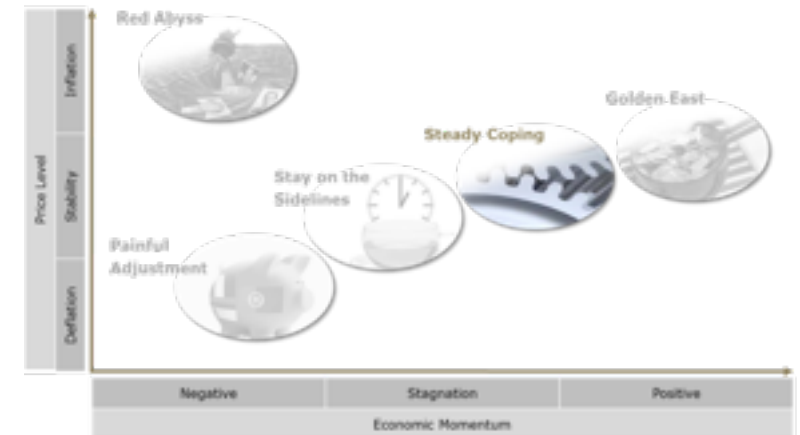 Red Abyss
Golden East
Steady Coping
Stay on the
Sidelines
Painful
Adjustment
Price Level
Inflation
Stability
Deflation
Negative
Stagnation
Positive
Economic Momentum